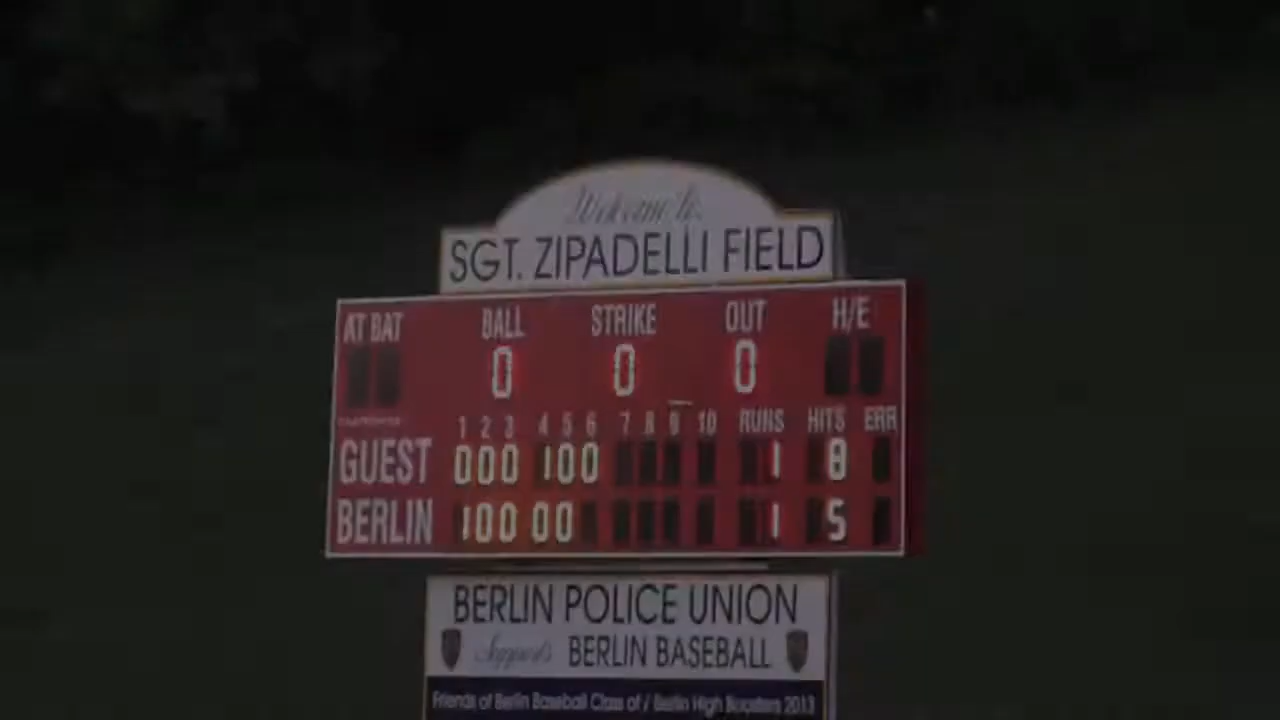 Welcome to
SGT. ZIPADELLI FIELD
AT BAT BALL STRIKE OUT H/E
0 0 0
1 2 3 4 5 6 7 8 9 10 RUNS HITS ERR
GUEST 000 100 1 8
BERLIN 100 00 1 5
BERLIN POLICE UNION
Supports BERLIN BASEBALL
Friends of Berlin Baseball Class of / Berlin High Boosters 2013